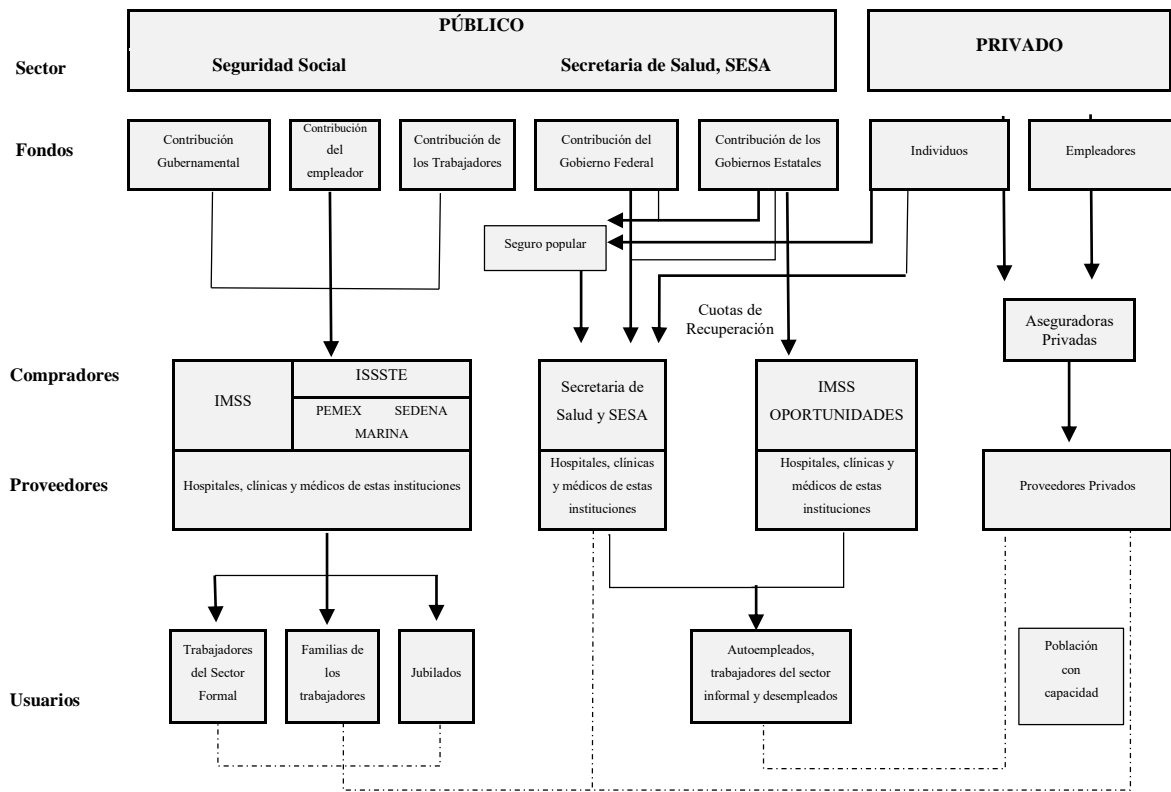 PÚBLICO
Seguridad Social
Secretaria de Salud, SESA
PRIVADO
Sector
Fondos
Contribución
Gubernamental
Contribución
del
empleador
Contribución de
los Trabajadores
Contribución del
Gobierno Federal
Contribución de los
Gobiernos Estatales
Individuos
Empleadores
Seguro popular
Cuotas de
Recuperación
Aseguradoras
Privadas
Compradores
IMSS
ISSSTE
PEMEX SEDENA
MARINA
Secretaria de
Salud y SESA
IMSS
OPORTUNIDADES
Proveedores
Hospitales, clínicas y médicos de estas instituciones
Hospitales, clínicas
y médicos de estas
instituciones
Hospitales, clínicas y
médicos de estas
instituciones
Proveedores Privados
Usuarios
Trabajadores
del Sector
Formal
Familias de
los
trabajadores
Jubilados
Autoempleados,
trabajadores del sector
informal y desempleados
Población
con
capacidad